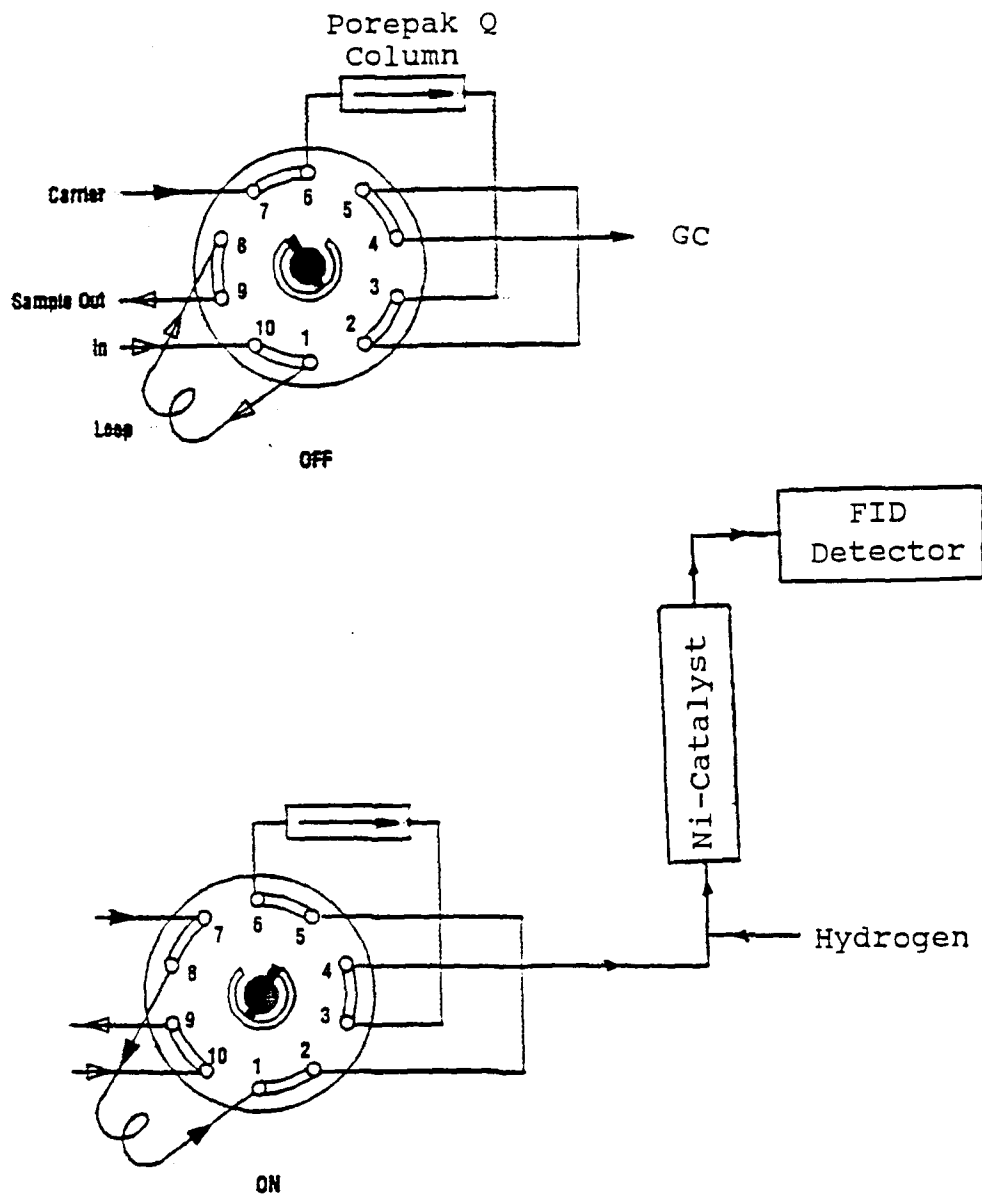 Porepak Q
Column
Carrier
6
5
7
8
4
GC
3
Sample Out
9
2
10
1
In
Loop
OFF
FID
Detector
Ni-Catalyst
6
5
7
4
Hydrogen
8
3
9
10
1
2
ON